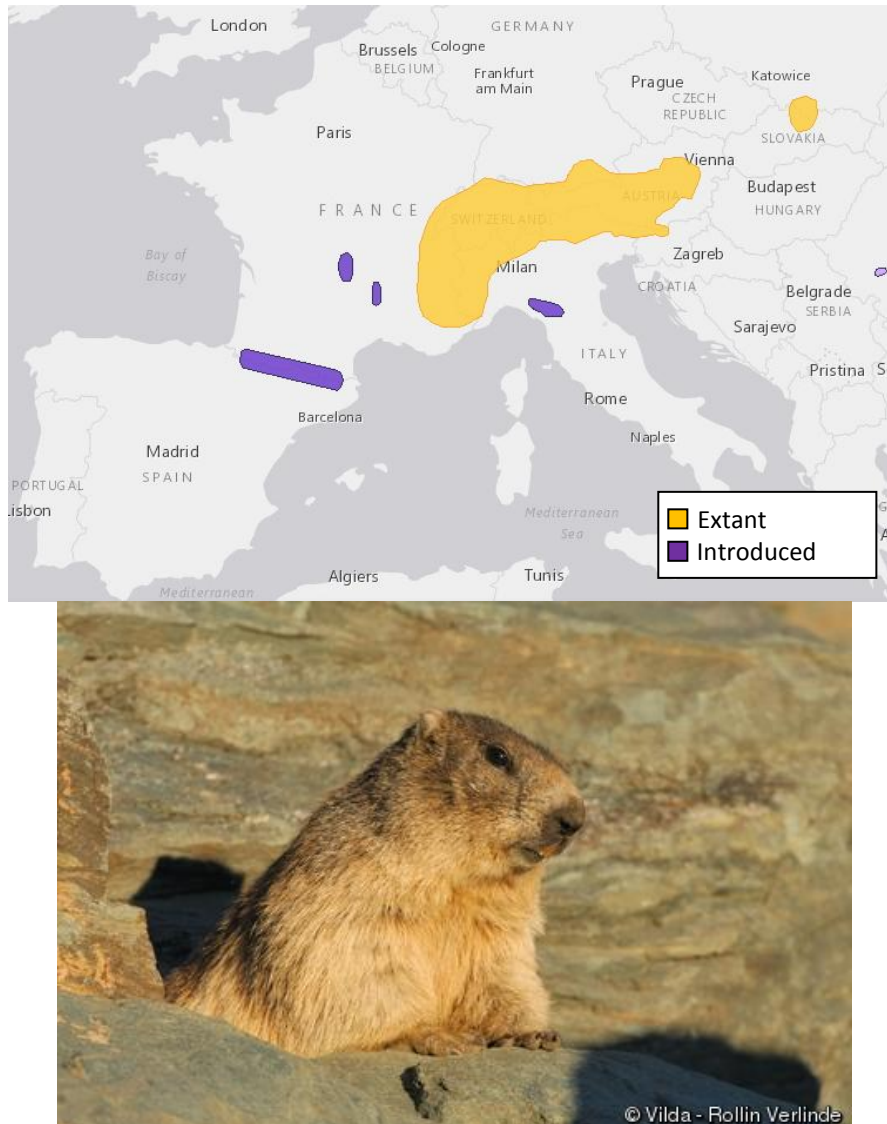 London
GERMANY
Brussels
Cologne
BELGIUM
Frankfurt
am Main
Prague
Katowice
CZECH
REPUBLIC
Paris
SLOVAKIA
Vienna
FRANCE
AUSTRIA
Budapest
SWITZERLAND
HUNGARY
Bay of
Biscay
Milan
Zagreb
CROATIA
Belgrade
SERBIA
Sarajevo
ITALY
Pristina
S
Rome
Barcelona
Naples
Madrid
SPAIN
PORTUGAL
Lisbon
Mediterranean
Sea
Extant
Introduced
Algiers
Tunis
Mediterranean
© Vilda - Rollin Verlinde